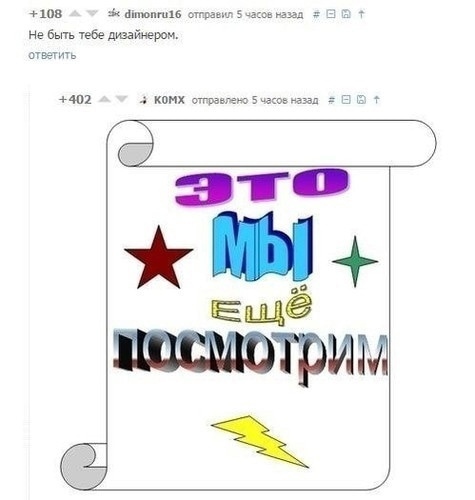 +108 dimonru16 отправил 5 часов назад #
Не быть тебе дизайнером.
ответить
+402 КОМХ отправлено 5 часов назад #
ЭТО
МЫ
ЕЩЁ
ПОСМОТРИМ